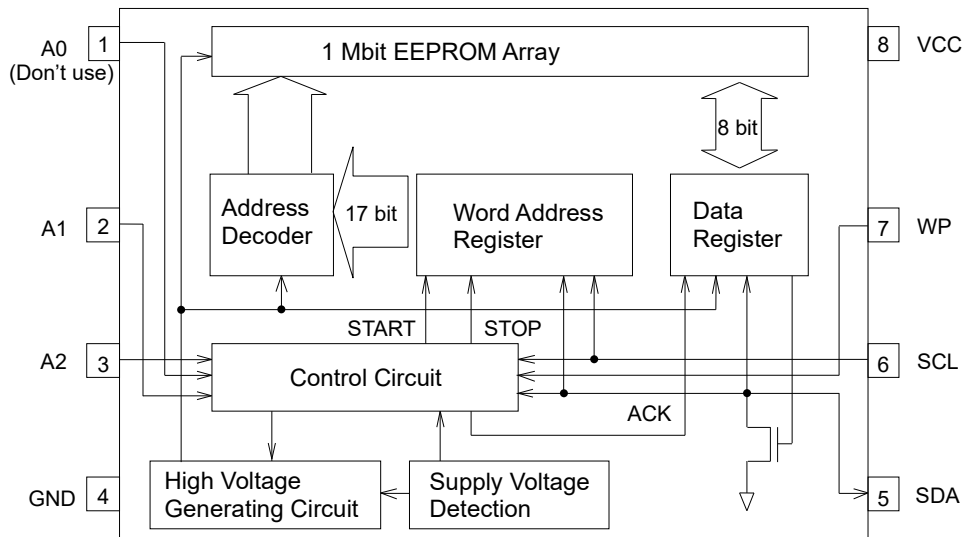 A0
(Don't use)
1
1 Mbit EEPROM Array
8
VCC
8 bit
A1
2
Address
Decoder
17 bit
Word Address
Register
Data
Register
7
WP
START
STOP
A2
3
Control Circuit
6
SCL
ACK
GND
4
High Voltage
Generating Circuit
Supply Voltage
Detection
5
SDA